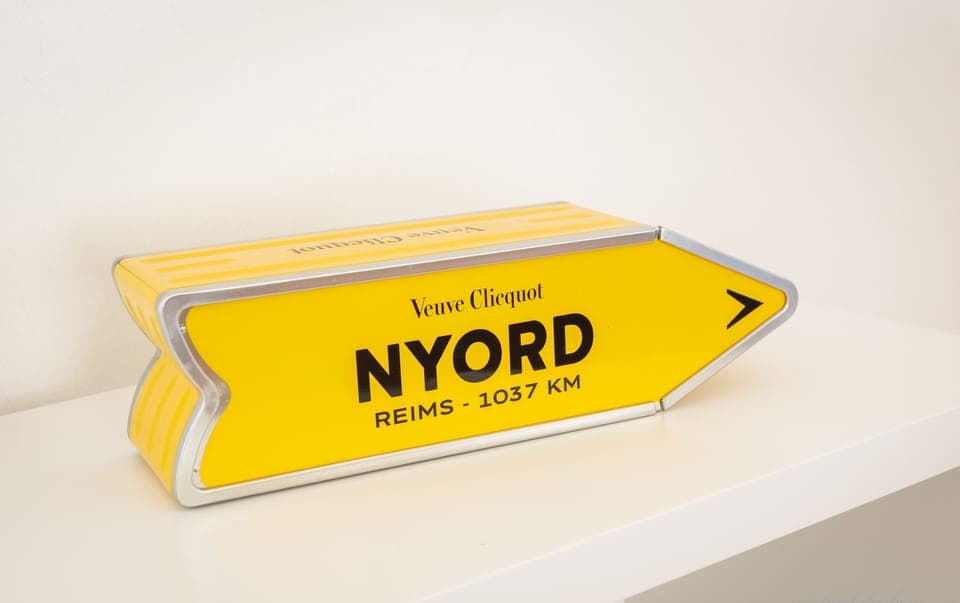 Veuve Clicquot
Veuve Clicquot
NYORD
REIMS - 1037 KM